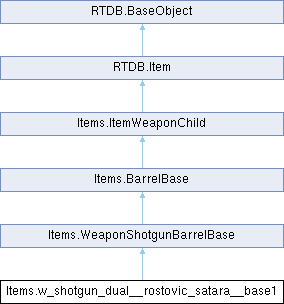 RTDB.BaseObject
RTDB.Item
Items.ItemWeaponChild
Items.BarrelBase
Items.WeaponShotgunBarrelBase
Items.w_shotgun_dual__rostovic_satara__base1